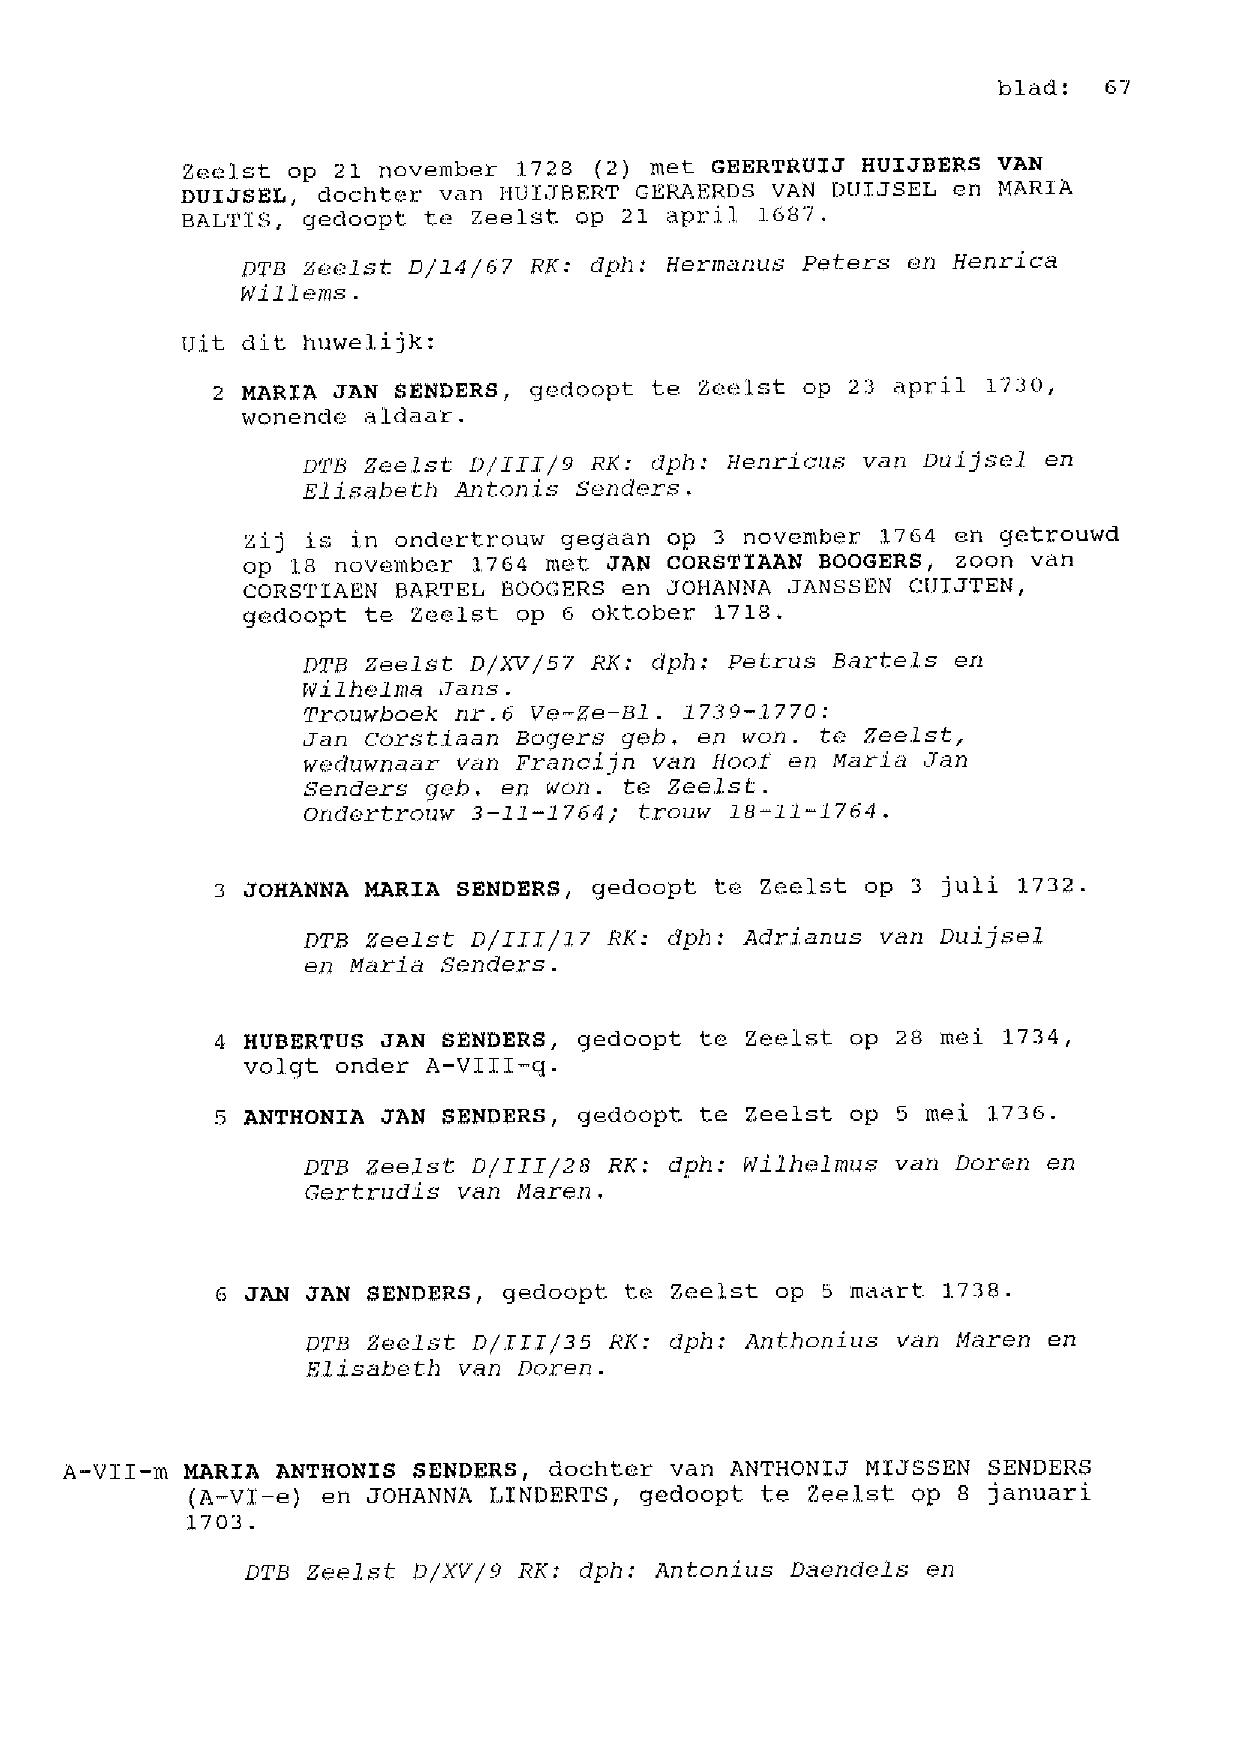 blad: 67
Zeelst op 21 november 1728 (2) met GEERTRUIJ HUIJBERS VAN
DUIJSEL, dochter van HUIJBERT GERAERDS VAN DUIJSEL en MARIA
BALTIS, gedoopt te Zeelst op 21 april 1687.
DTB Zeelst D/14/67 RK: dph: Hermanus Peters en Henrica
Willems.
Uit dit huwelijk:
2 MARIA JAN SENDERS, gedoopt te Zeelst op 23 april 1730,
wonende aldaar.
DTB Zeelst D/III/9 RK: dph: Henricus van Duijsel en
Elisabeth Antonis Senders.
Zij is in ondertrouw gegaan op 3 november 1764 en getrouwd
op 18 november 1764 met JAN CORSTIAAN BOOGERS, zoon van
CORSTIAEN BARTEL BOOGERS en JOHANNA JANSSEN CUIJTEN,
gedoopt te Zeelst op 6 oktober 1718.
DTB Zeelst D/XV/57 RK: dph: Petrus Bartels en
Wilhelma Jans.
Trouwboek nr.6 Ve-Ze-Bl. 1739-1770:
Jan Corstiaan Bogers geb. en won. te Zeelst,
weduwnaar van Francijn van Hoof en Maria Jan
Senders geb. en won. te Zeelst.
Ondertrouw 3-11-1764; trouw 18-11-1764.
3 JOHANNA MARIA SENDERS, gedoopt te Zeelst op 3 juli 1732.
DTB Zeelst D/III/17 RK: dph: Adrianus van Duijsel
en Maria Senders.
4 HUBERTUS JAN SENDERS, gedoopt te Zeelst op 28 mei 1734,
volgt onder A-VIII-q.
5 ANTHONIA JAN SENDERS, gedoopt te Zeelst op 5 mei 1736.
DTB Zeelst D/III/28 RK: dph: Wilhelmus van Doren en
Gertrudis van Maren.
6 JAN JAN SENDERS, gedoopt te Zeelst op 5 maart 1738.
DTB Zeelst D/III/35 RK: dph: Anthonius van Maren en
Elisabeth van Doren.
A-VII-m MARIA ANTHONIS SENDERS, dochter van ANTHONIJ MIJSSEN SENDERS
(A-VI-e) en JOHANNA LINDERTS, gedoopt te Zeelst op 8 januari
1703.
DTB Zeelst D/XV/9 RK: dph: Antonius Daendels en